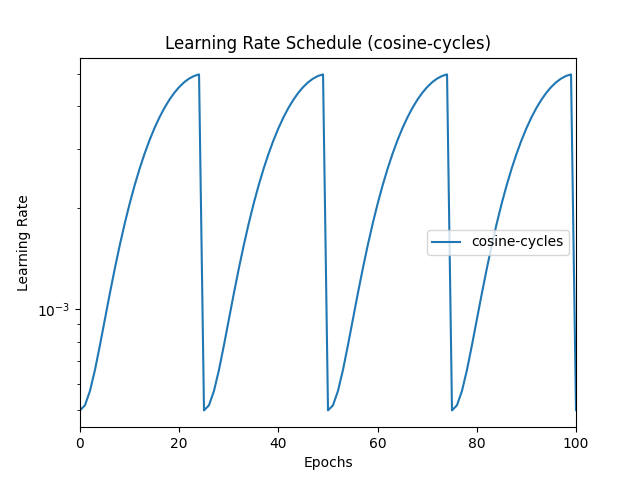 Learning Rate Schedule (cosine-cycles)
Learning Rate
10⁻³
cosine-cycles
0 20 40 60 80 100
Epochs